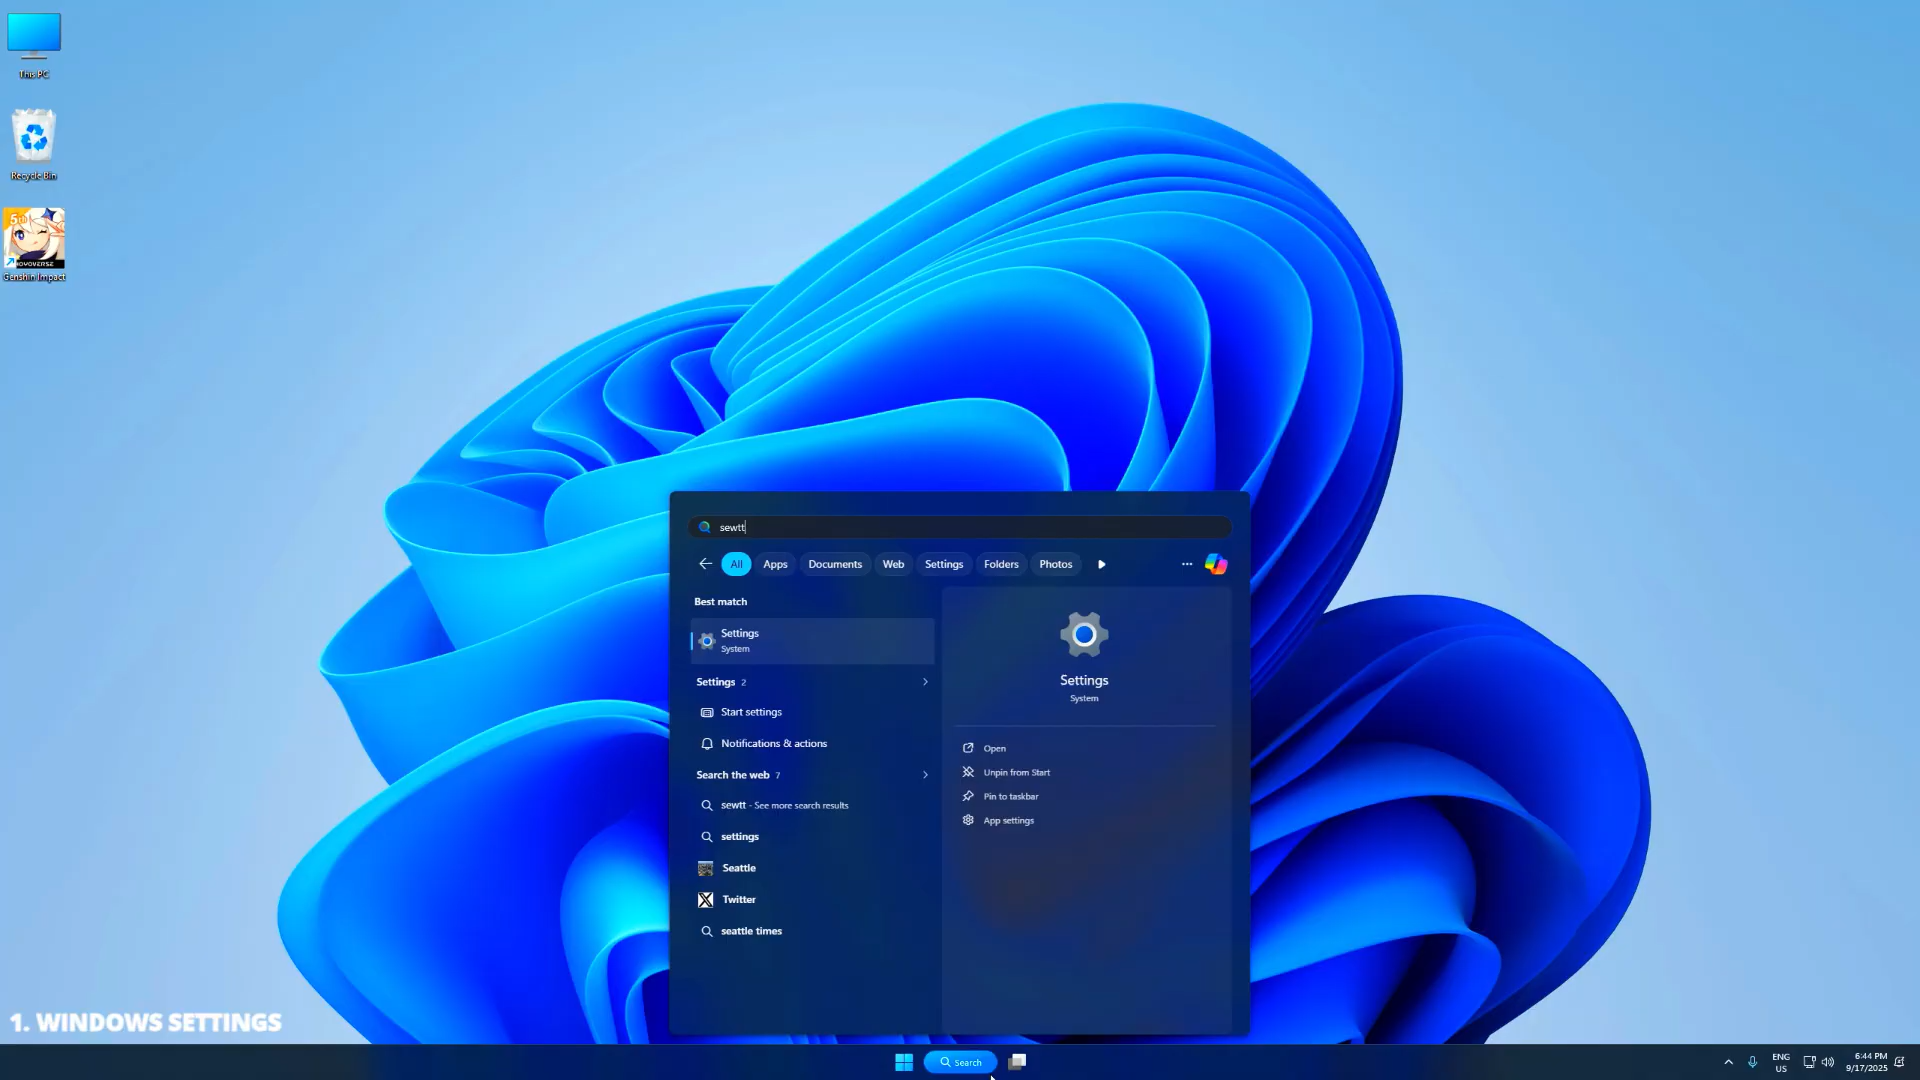 This PC
Recycle Bin
5th
HOYOVERSE
Genshin Impact
sewtt
All
Apps
Documents
Web
Settings
Folders
Photos
Best match
Settings
System
Settings 2
Start settings
Notifications & actions
Search the web 7
sewtt - See more search results
settings
Seattle
Twitter
seattle times
Settings
System
Open
Unpin from Start
Pin to taskbar
App settings
1. WINDOWS SETTINGS
Search
ENG
US
6:44 PM
9/17/2025